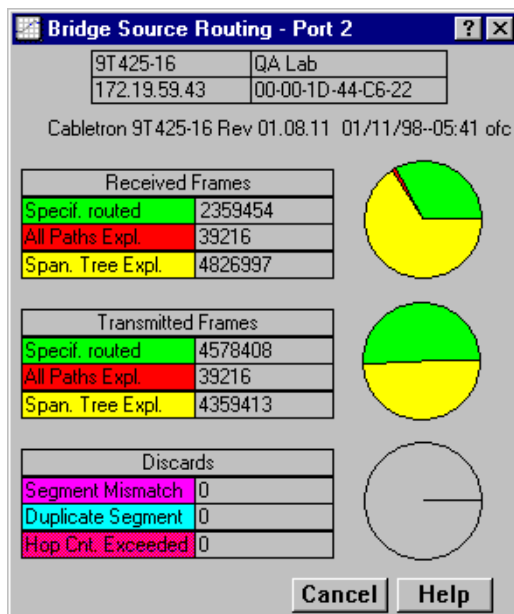 Bridge Source Routing - Port 2 ? X
9T425-16 QA Lab
172.19.59.43 00-00-1D-44-C6-22
Cabletron 9T425-16 Rev 01.08.11 01/11/98--05:41 ofc
Received Frames
Specif. routed 2359454
All Paths Expl. 39216
Span. Tree Expl. 4826997
Transmitted Frames
Specif. routed 4578408
All Paths Expl. 39216
Span. Tree Expl. 4359413
Discards
Segment Mismatch 0
Duplicate Segment 0
Hop Cnt. Exceeded 0
Cancel Help